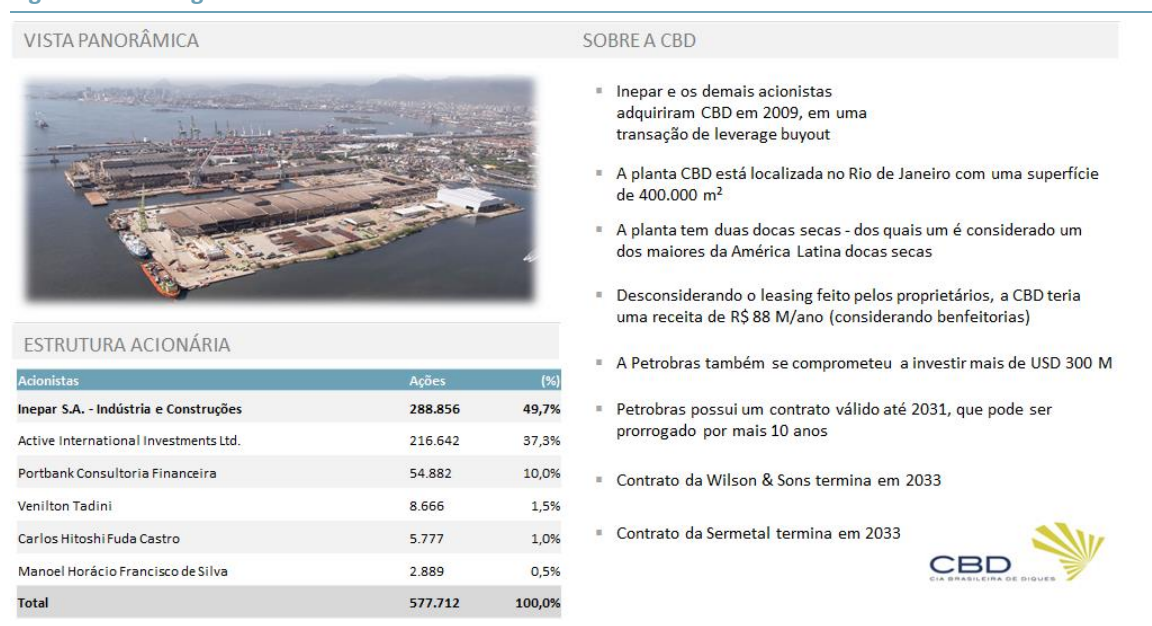 VISTA PANORÂMICA
ESTRUTURA ACIONÁRIA
Acionistas Ações (%)
Inepar S.A. - Indústria e Construções 288.856 49,7%
Active International Investments Ltd. 216.642 37,3%
Portbank Consultoria Financeira 54.882 10,0%
Venilton Tadini 8.666 1,5%
Carlos Hitoshi Fuda Castro 5.777 1,0%
Manoel Horácio Francisco de Silva 2.889 0,5%
Total 577.712 100,0%
SOBRE A CBD
Inepar e os demais acionistas
adquiriram CBD em 2009, em uma
transação de leverage buyout
A planta CBD está localizada no Rio de Janeiro com uma superfície
de 400.000 m²
A planta tem duas docas secas - dos quais um é considerado um
dos maiores da América Latina docas secas
Desconsiderando o leasing feito pelos proprietários, a CBD teria
uma receita de R$ 88 M/ano (considerando benfeitorias)
A Petrobras também se comprometeu a investir mais de USD 300 M
Petrobras possui um contrato válido até 2031, que pode ser
prorrogado por mais 10 anos
Contrato da Wilson & Sons termina em 2033
Contrato da Sermetal termina em 2033
CBD
CIA BRASILEIRA DE DIQUES